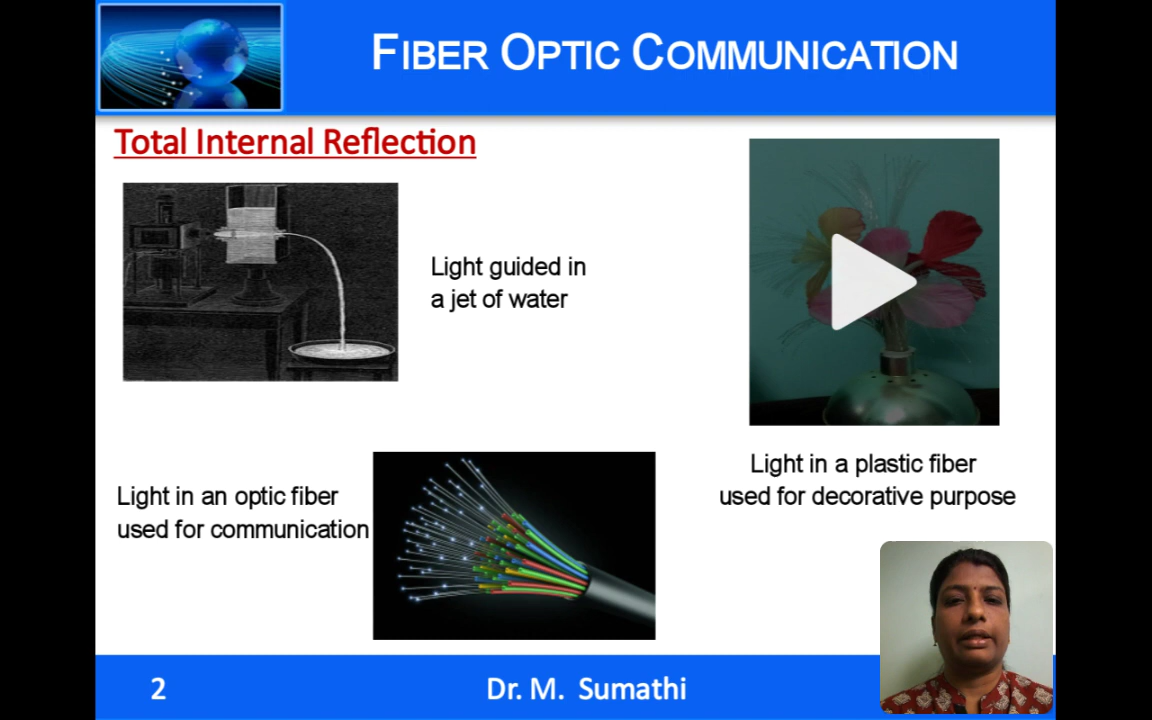 FIBER OPTIC COMMUNICATION
Total Internal Reflection
Light guided in
a jet of water
Light in a plastic fiber
used for decorative purpose
Light in an optic fiber
used for communication
2
Dr. M. Sumathi